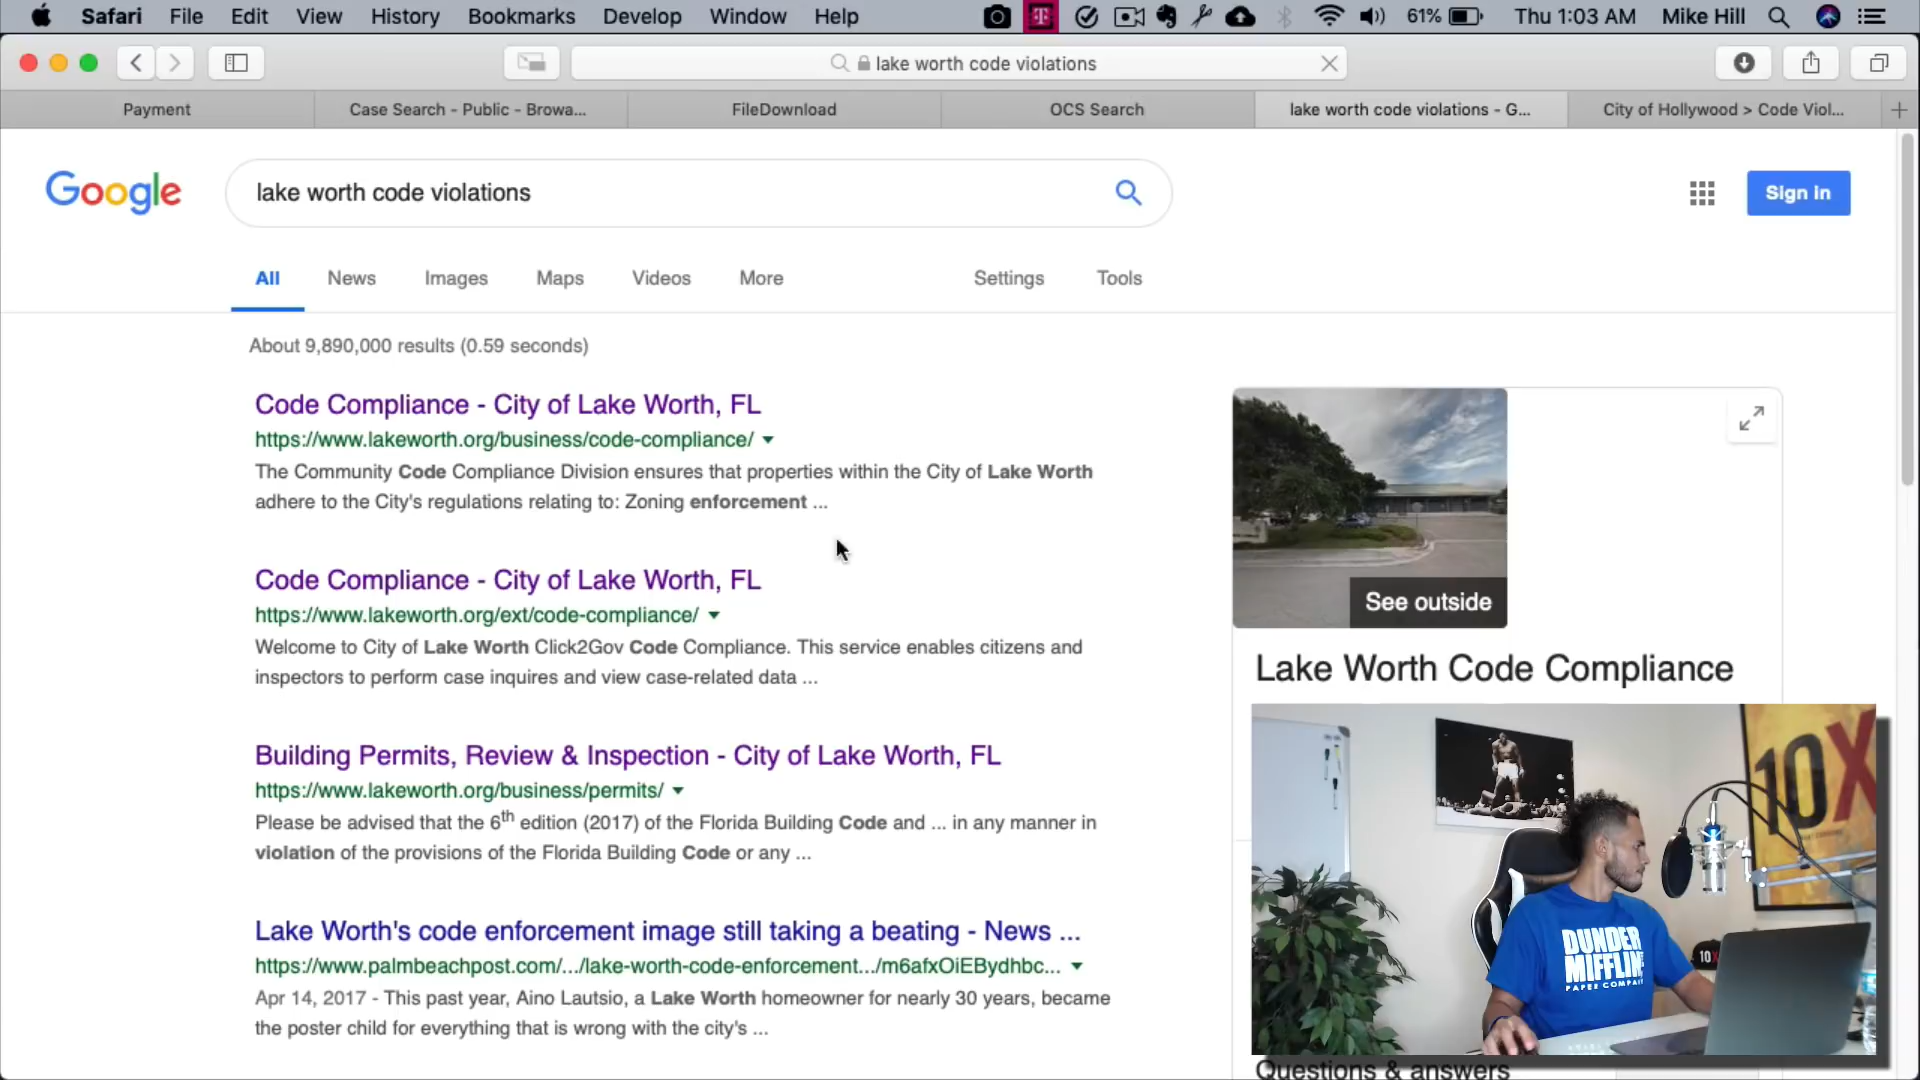 Safari File Edit View History Bookmarks Develop Window Help
61% Thu 1:03 AM Mike Hill
lake worth code violations
Payment
Case Search - Public - Browa...
FileDownload
OCS Search
lake worth code violations - G...
City of Hollywood > Code Viol...
Google
lake worth code violations
Sign in
All News Images Maps Videos More Settings Tools
About 9,890,000 results (0.59 seconds)
Code Compliance - City of Lake Worth, FL
https://www.lakeworth.org/business/code-compliance/
The Community Code Compliance Division ensures that properties within the City of Lake Worth
adhere to the City's regulations relating to: Zoning enforcement ...
Code Compliance - City of Lake Worth, FL
https://www.lakeworth.org/ext/code-compliance/
Welcome to City of Lake Worth Click2Gov Code Compliance. This service enables citizens and
inspectors to perform case inquires and view case-related data ...
Building Permits, Review & Inspection - City of Lake Worth, FL
https://www.lakeworth.org/business/permits/
Please be advised that the 6th edition (2017) of the Florida Building Code and ... in any manner in
violation of the provisions of the Florida Building Code or any ...
Lake Worth's code enforcement image still taking a beating - News ...
https://www.palmbeachpost.com/.../lake-worth-code-enforcement.../m6afxOiEBydhbc...
Apr 14, 2017 - This past year, Aino Lautsio, a Lake Worth homeowner for nearly 30 years, became
the poster child for everything that is wrong with the city's ...
See outside
Lake Worth Code Compliance
10X
10X
DUNDER
MIFFLIN
PAPER COMPA
Questions & answers